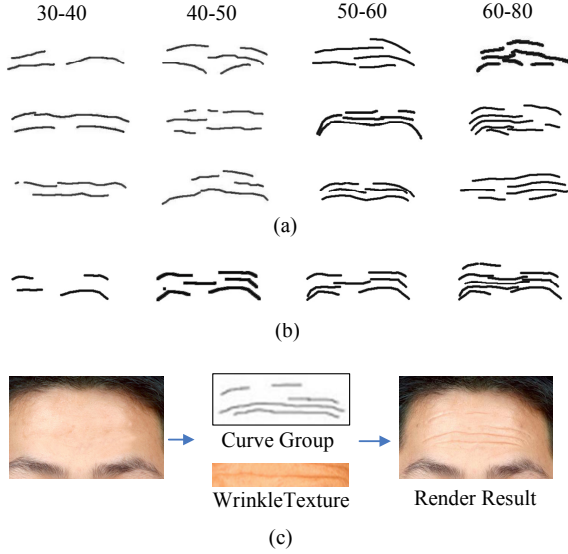 30-40 40-50 50-60 60-80
(a)
(b)
Curve Group
WrinkleTexture Render Result
(c)